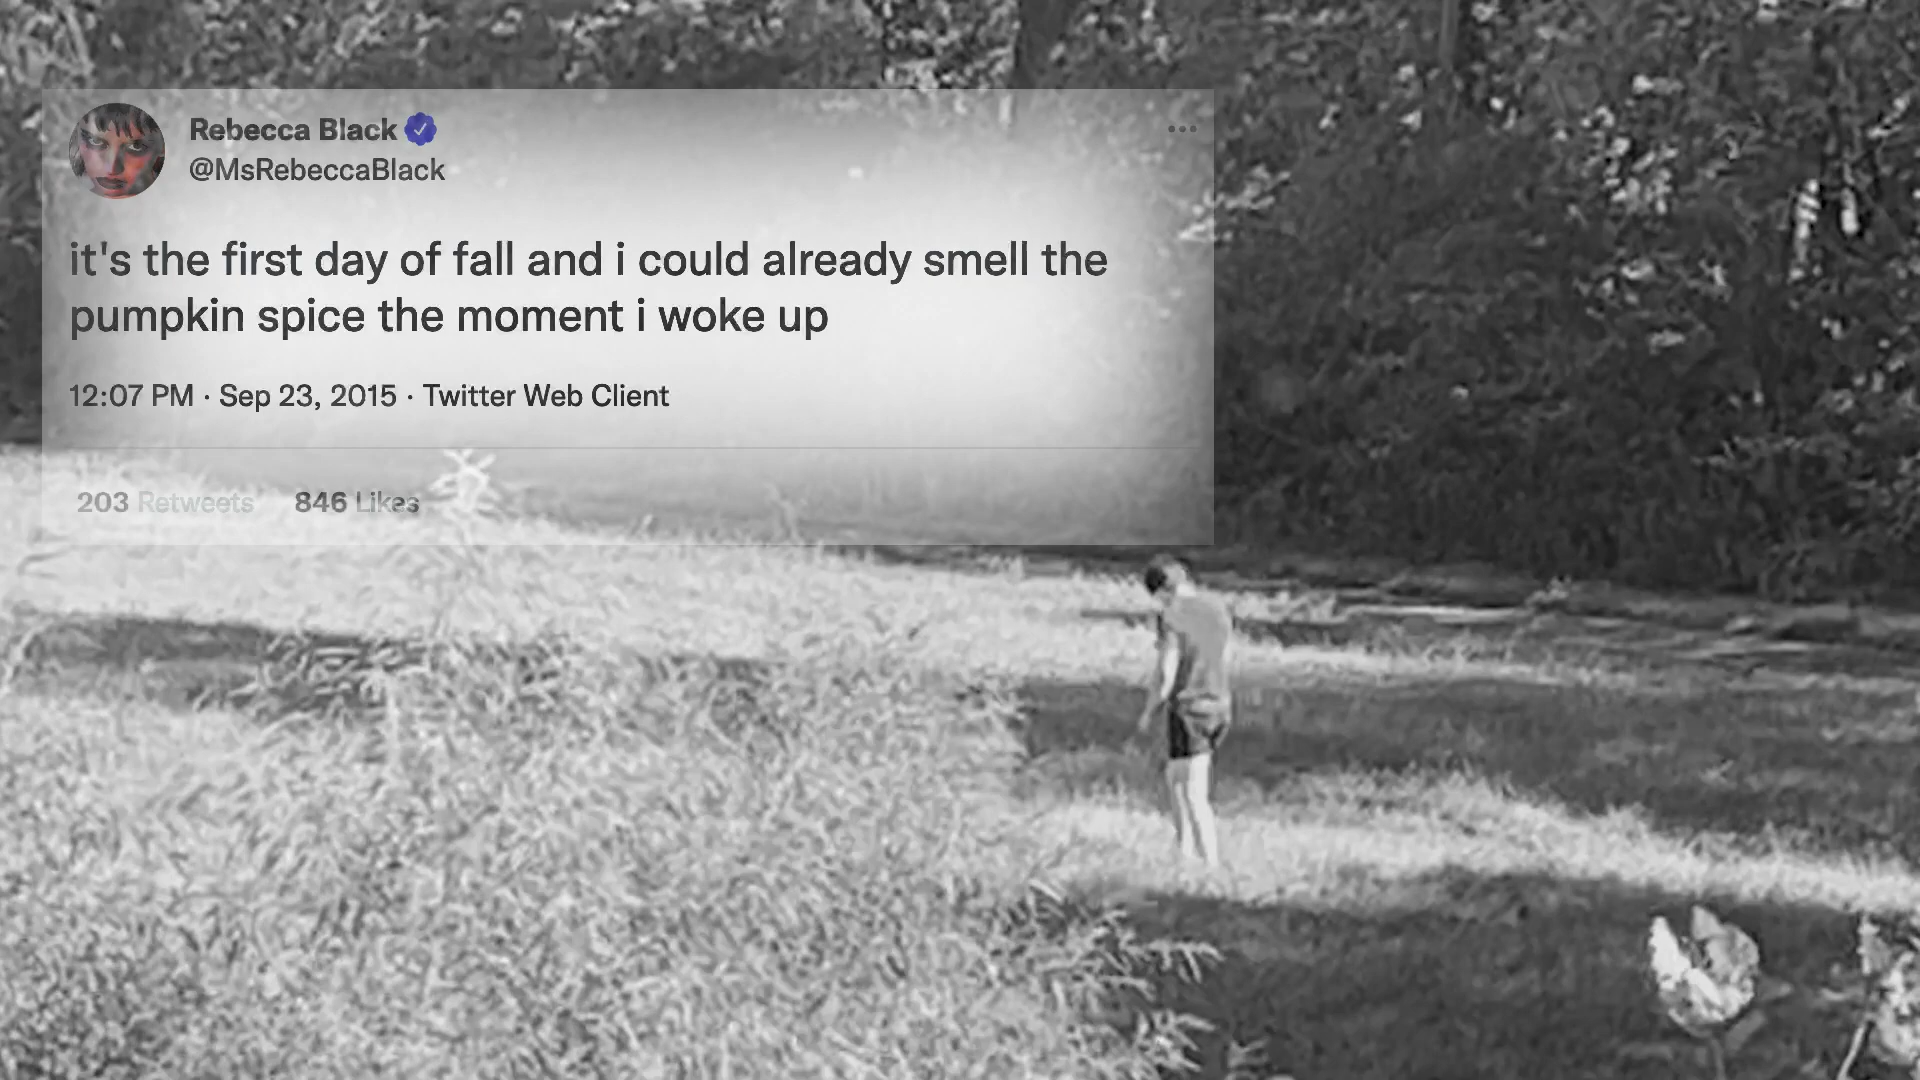 Rebecca Black
@MsRebeccaBlack
it's the first day of fall and i could already smell the
pumpkin spice the moment i woke up
12:07 PM · Sep 23, 2015 · Twitter Web Client
203 Retweets 846 Likes